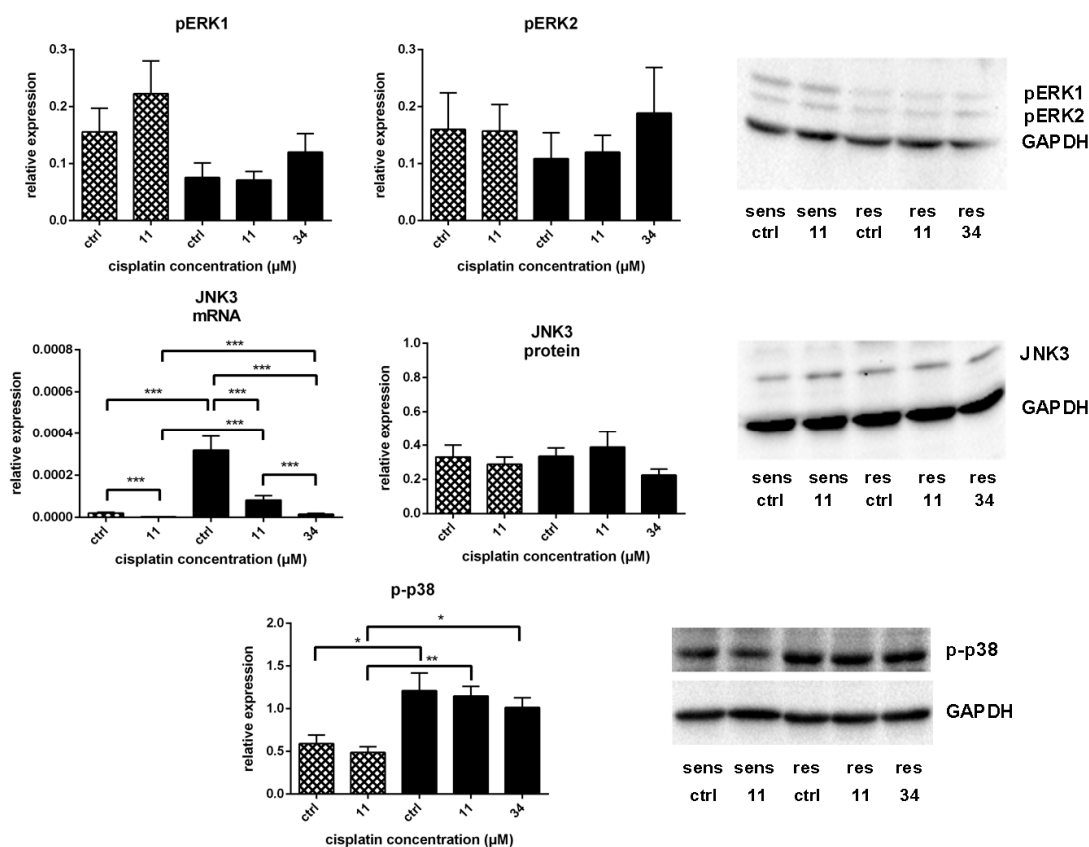 pERK1
0.3
0.2
0.1
0.0
relative expression
ctrl
11
ctrl
11
34
cisplatin concentration (µM)
pERK2
0.3
0.2
0.1
0.0
relative expression
ctrl
11
ctrl
11
34
cisplatin concentration (µM)
pERK1
pERK2
GAPDH
sens sens res res res
ctrl 11 ctrl 11 34
JNK3
mRNA
0.0008
0.0006
0.0004
0.0002
0.0000
relative expression
***
***
***
***
***
***
***
ctrl
11
ctrl
11
34
cisplatin concentration (µM)
JNK3
protein
1.0
0.8
0.6
0.4
0.2
0.0
relative expression
ctrl
11
ctrl
11
34
cisplatin concentration (µM)
JNK3
GAPDH
sens sens res res res
ctrl 11 ctrl 11 34
p-p38
2.0
1.5
1.0
0.5
0.0
relative expression
*
*
**
ctrl
11
ctrl
11
34
cisplatin concentration (µM)
p-p38
GAPDH
sens sens res res res
ctrl 11 ctrl 11 34